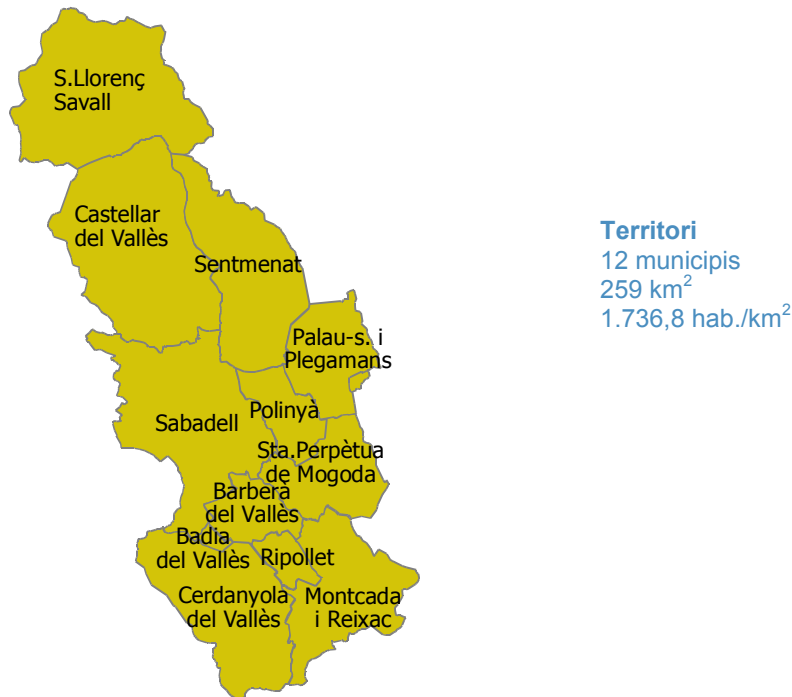 S.Llorenç
Savall
Castellar
del Vallès
Sentmenat
Palau-s. i
Plegamans
Polinyà
Sabadell
Sta.Perpètua
de Mogoda
Barberà
del Vallès
Badia
del Vallès
Ripollet
Cerdanyola
del Vallès
Montcada
i Reixac
Territori
12 municipis
259 km²
1.736,8 hab./km²